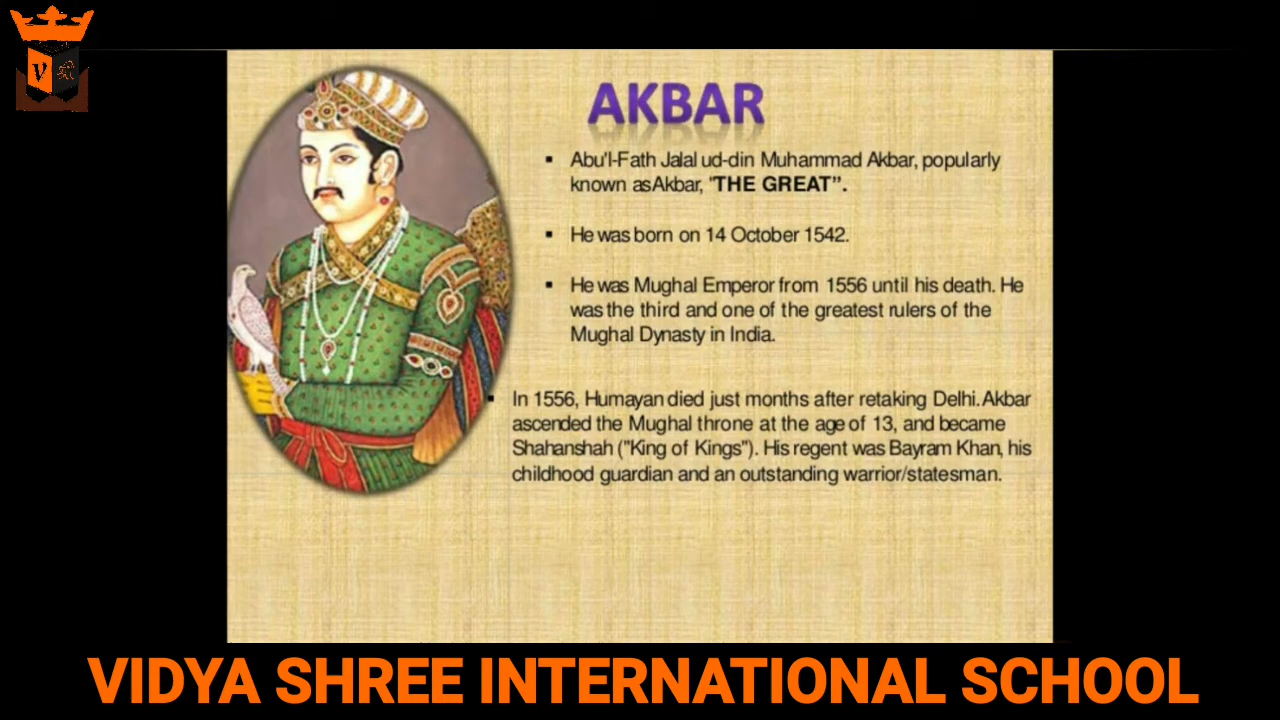 V
AKBAR
▪ Abu'l-Fath Jalal ud-din Muhammad Akbar, popularly
known asAkbar, "THE GREAT”.
▪ He was born on 14 October 1542.
▪ He was Mughal Emperor from 1556 until his death. He
was the third and one of the greatest rulers of the
Mughal Dynasty in India.
▪ In 1556, Humayan died just months after retaking Delhi. Akbar
ascended the Mughal throne at the age of 13, and became
Shahanshah ("King of Kings"). His regent was Bayram Khan, his
childhood guardian and an outstanding warrior/statesman.
VIDYA SHREE INTERNATIONAL SCHOOL